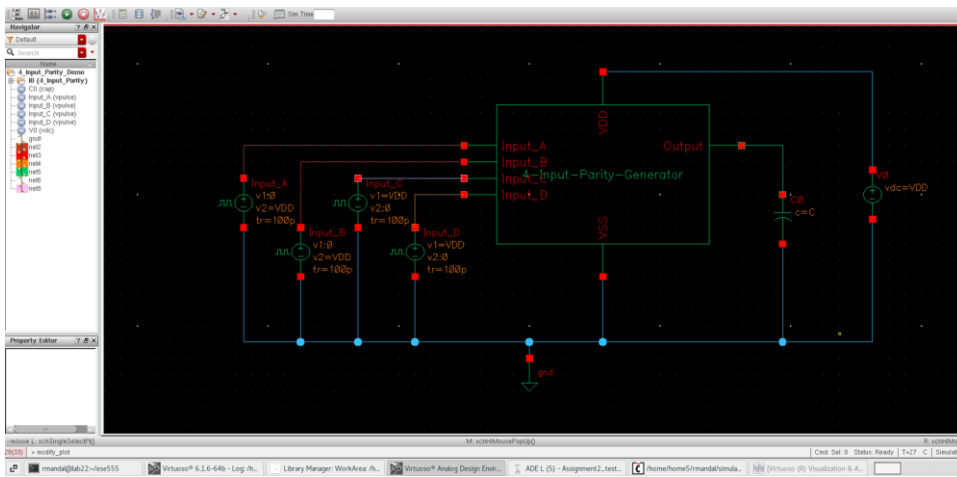 Sim Time
Navigator
Default
Search
Name
4_Input_Parity_Demo
I0 (4_Input_Parity)
C0 (cap)
Input_A (vpulse)
Input_B (vpulse)
Input_C (vpulse)
Input_D (vpulse)
V0 (vdc)
gnd!
net2
net3
net4
net5
net6
net8
Property Editor
VDD
Input_A
Input_B
Input_D
4-Input-Parity-Generator
Output
VSS
Input_A
v1:0
v2=VDD
tr=100p
Input_B
v1:0
v2=VDD
tr=100p
Input_C
v1=VDD
v2:0
tr=100p
Input_D
v1=VDD
v2:0
tr=100p
C0
c=C
V0
vdc=VDD
gnd
mouse L: schSingleSelectPt()
M: schHiMousePopUp()
R: schHiMo
28(33) > modify_plot
Cmd: Sel: 0 Status: Ready T=27 C Simulat
rmandal@lab22:~/ese555
Virtuoso® 6.1.6-64b - Log: /h...
Library Manager: WorkArea: /h...
Virtuoso® Analog Design Envir...
ADE L (5) - Assignment2_test...
/home/home5/rmandal/simula...
[Virtuoso (R) Visualization & A...